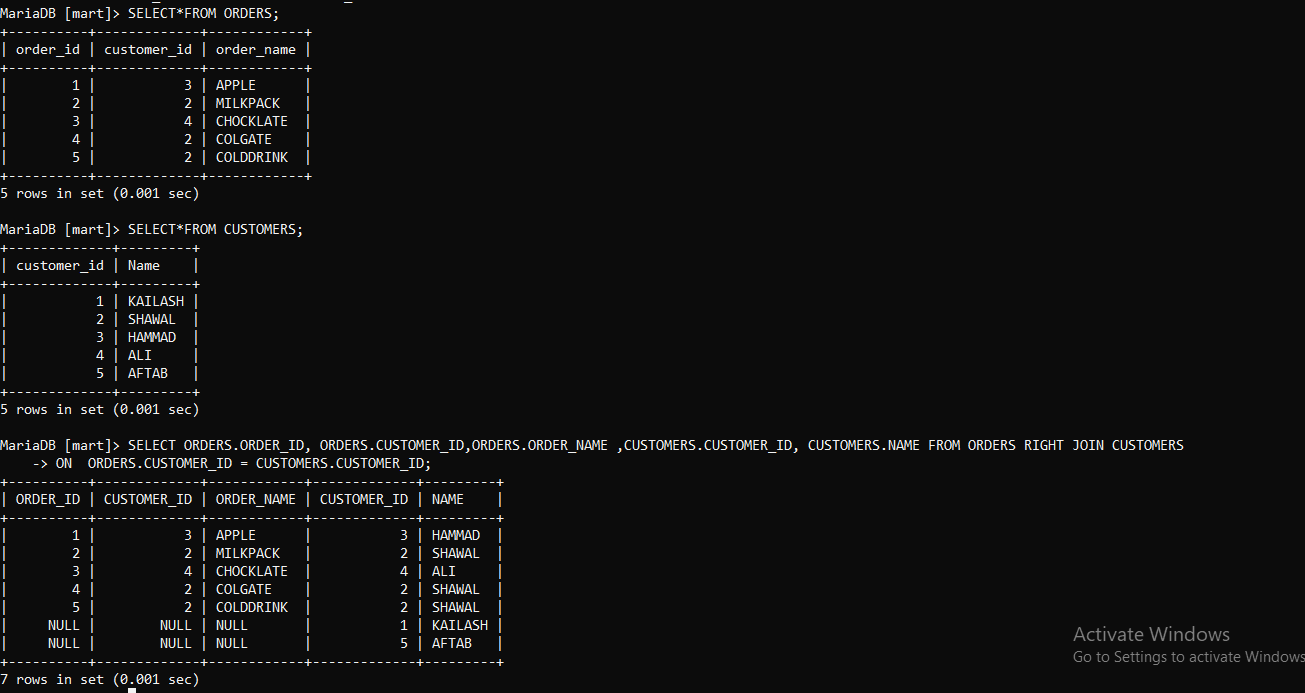 MariaDB [mart]> SELECT*FROM ORDERS;
+----------+-------------+------------+
| order_id | customer_id | order_name |
+----------+-------------+------------+
|        1 |           3 | APPLE      |
|        2 |           2 | MILKPACK   |
|        3 |           4 | CHOCKLATE  |
|        4 |           2 | COLGATE    |
|        5 |           2 | COLDDRINK  |
+----------+-------------+------------+
5 rows in set (0.001 sec)

MariaDB [mart]> SELECT*FROM CUSTOMERS;
+-------------+---------+
| customer_id | Name    |
+-------------+---------+
|           1 | KAILASH |
|           2 | SHAWAL  |
|           3 | HAMMAD  |
|           4 | ALI     |
|           5 | AFTAB   |
+-------------+---------+
5 rows in set (0.001 sec)

MariaDB [mart]> SELECT ORDERS.ORDER_ID, ORDERS.CUSTOMER_ID,ORDERS.ORDER_NAME ,CUSTOMERS.CUSTOMER_ID, CUSTOMERS.NAME FROM ORDERS RIGHT JOIN CUSTOMERS
    -> ON  ORDERS.CUSTOMER_ID = CUSTOMERS.CUSTOMER_ID;
+----------+-------------+------------+-------------+---------+
| ORDER_ID | CUSTOMER_ID | ORDER_NAME | CUSTOMER_ID | NAME    |
+----------+-------------+------------+-------------+---------+
|        1 |           3 | APPLE      |           3 | HAMMAD  |
|        2 |           2 | MILKPACK   |           2 | SHAWAL  |
|        3 |           4 | CHOCKLATE  |           4 | ALI     |
|        4 |           2 | COLGATE    |           2 | SHAWAL  |
|        5 |           2 | COLDDRINK  |           2 | SHAWAL  |
|     NULL |        NULL | NULL       |           1 | KAILASH |
|     NULL |        NULL | NULL       |           5 | AFTAB   |
+----------+-------------+------------+-------------+---------+
7 rows in set (0.001 sec)
Activate Windows
Go to Settings to activate Windows